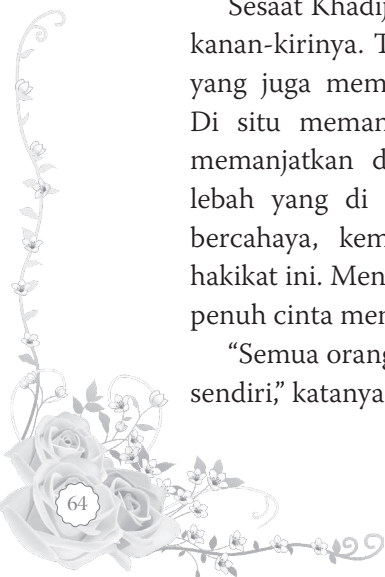 Sesaat Khadij
kanan-kirinya. T
yang juga mem
Di situ meman
memanjatkan d
lebah yang di
bercahaya, kem
hakikat ini. Men
penuh cinta mer
“Semua orang
sendiri,” katanya
64